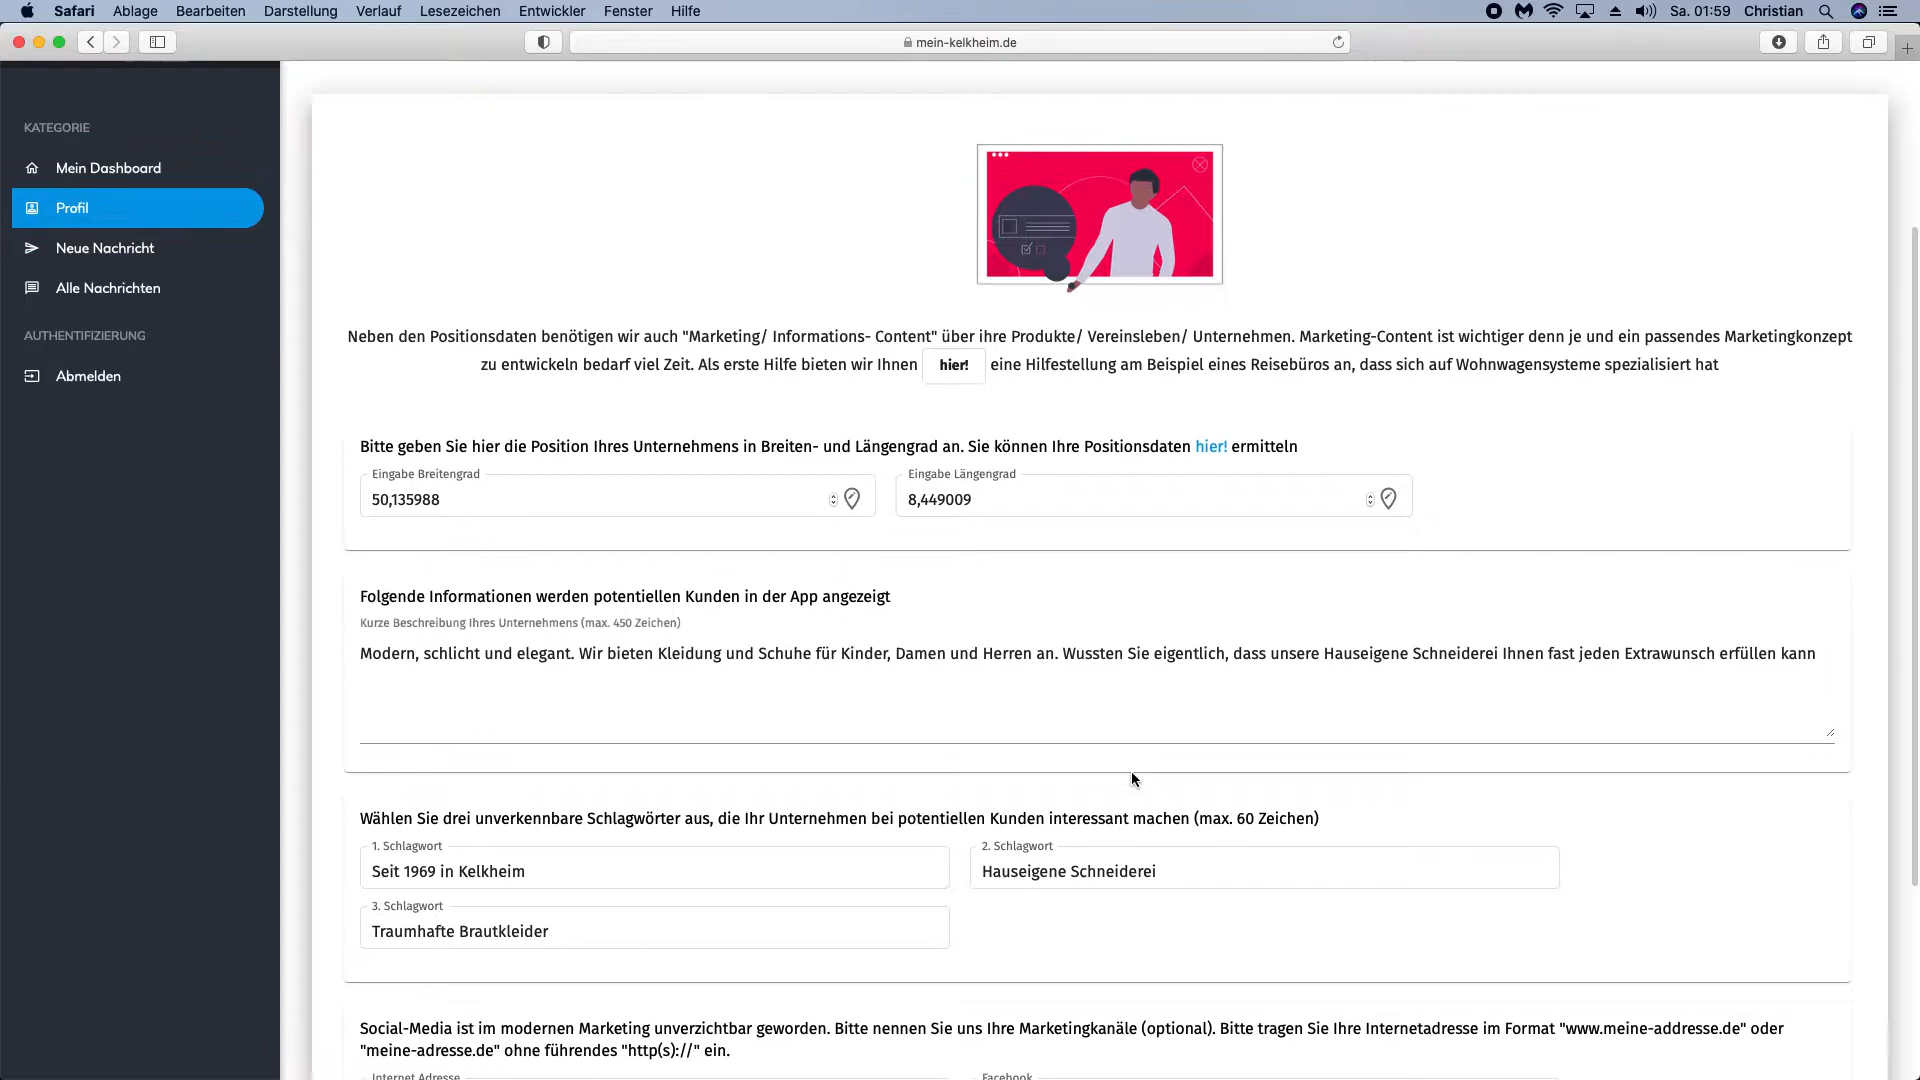 Safari Ablage Bearbeiten Darstellung Verlauf Lesezeichen Entwickler Fenster Hilfe Sa. 01:59 Christian
mein-kelkheim.de
KATEGORIE
Mein Dashboard
Profil
Neue Nachricht
Alle Nachrichten
AUTHENTIFIZIERUNG
Abmelden
Neben den Positionsdaten benötigen wir auch "Marketing/ Informations- Content" über ihre Produkte/ Vereinsleben/ Unternehmen. Marketing-Content ist wichtiger denn je und ein passendes Marketingkonzept
zu entwickeln bedarf viel Zeit. Als erste Hilfe bieten wir Ihnen hier! eine Hilfestellung am Beispiel eines Reisebüros an, dass sich auf Wohnwagensysteme spezialisiert hat
Bitte geben Sie hier die Position Ihres Unternehmens in Breiten- und Längengrad an. Sie können Ihre Positionsdaten hier! ermitteln
Eingabe Breitengrad
50,135988
Eingabe Längengrad
8,449009
Folgende Informationen werden potentiellen Kunden in der App angezeigt
Kurze Beschreibung Ihres Unternehmens (max. 450 Zeichen)
Modern, schlicht und elegant. Wir bieten Kleidung und Schuhe für Kinder, Damen und Herren an. Wussten Sie eigentlich, dass unsere Hauseigene Schneiderei Ihnen fast jeden Extrawunsch erfüllen kann
Wählen Sie drei unverkennbare Schlagwörter aus, die Ihr Unternehmen bei potentiellen Kunden interessant machen (max. 60 Zeichen)
1. Schlagwort
Seit 1969 in Kelkheim
2. Schlagwort
Hauseigene Schneiderei
3. Schlagwort
Traumhafte Brautkleider
Social-Media ist im modernen Marketing unverzichtbar geworden. Bitte nennen Sie uns Ihre Marketingkanäle (optional). Bitte tragen Sie Ihre Internetadresse im Format "www.meine-addresse.de" oder
"meine-adresse.de" ohne führendes "http(s)://" ein.
Internet Adresse
Facebook